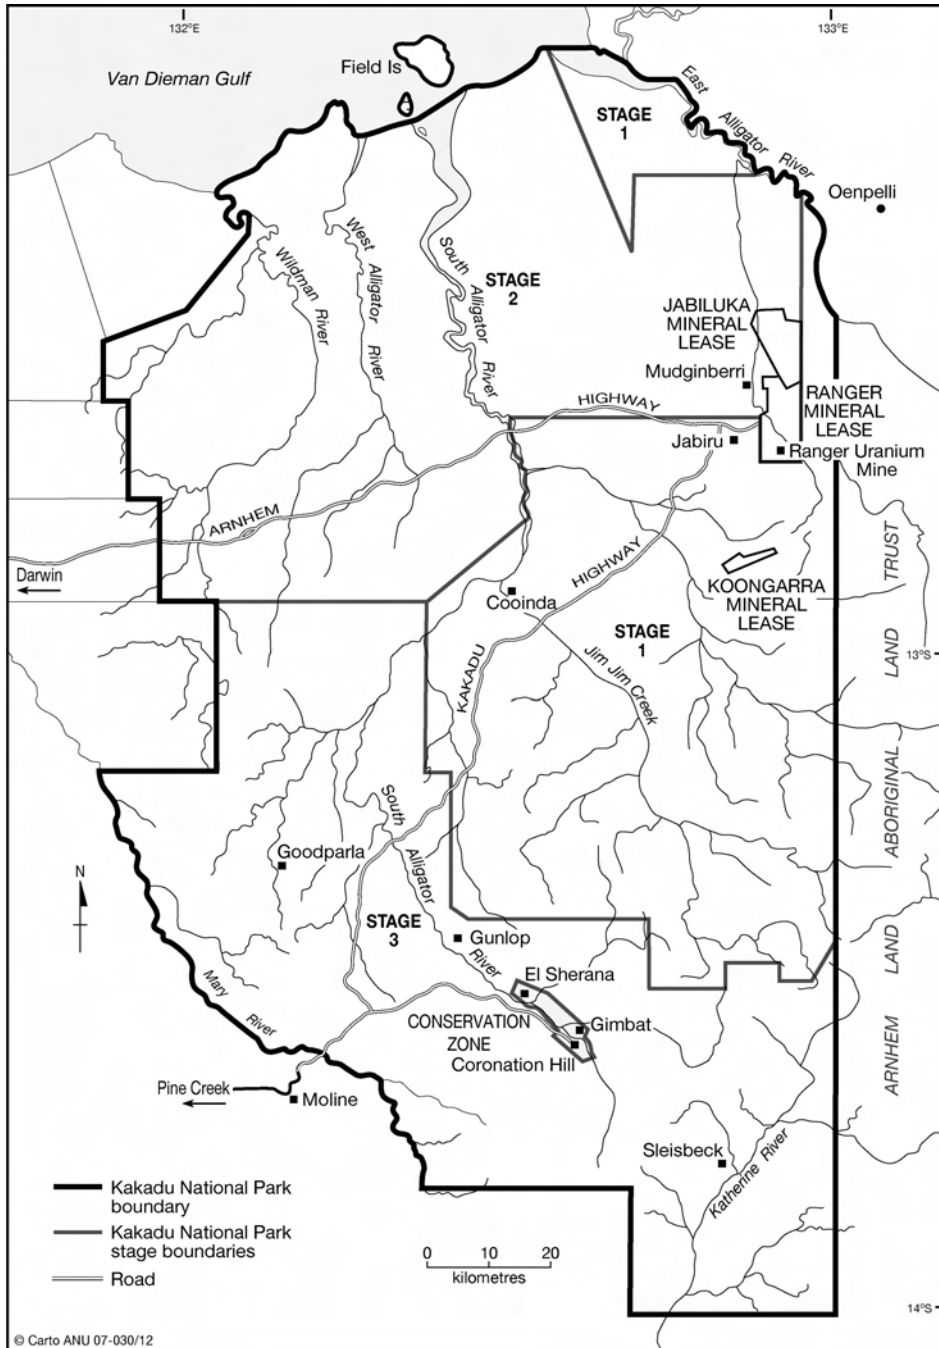 132°E
133°E
Van Dieman Gulf
Field Is
East Alligator River
STAGE
1
Oenpelli
Wildman River
West Alligator River
South Alligator River
STAGE
2
JABILUKA
MINERAL
LEASE
Mudginberri
RANGER
MINERAL
LEASE
HIGHWAY
Jabiru
Ranger Uranium
Mine
ARNHEM
Darwin
HIGHWAY
Cooinda
KOONGARRA
MINERAL
LEASE
STAGE
1
13°S
KAKADU
Jim Jim Creek
ARNHEM LAND ABORIGINAL LAND TRUST
South Alligator River
Goodparla
N
STAGE
3
Gunlop
El Sherana
Mary River
CONSERVATION
ZONE
Gimbat
Coronation Hill
Pine Creek
Moline
Sleisbeck
Katherine River
Kakadu National Park
boundary
Kakadu National Park
stage boundaries
Road
0 10 20
kilometres
14°S
© Carto ANU 07-030/12